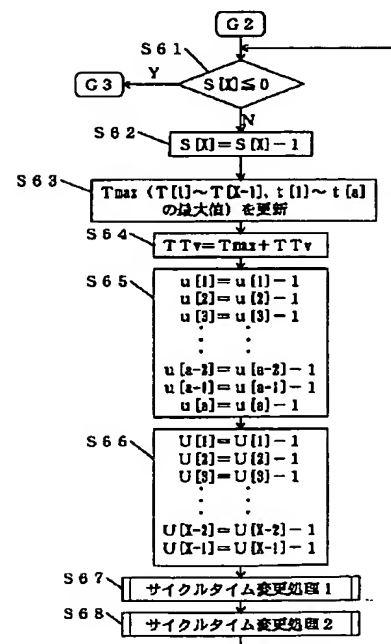 G2
S61
Y
G3
S[X]≦0
N
S62
S[X]=S[X]-1
S63
Tmax (T[1]~T[X-1]、t[1]~t[a]
の最大値)を更新
S64
TTv=Tmax+TTv
S65
u[1]=u[1]-1
u[2]=u[2]-1
u[3]=u[3]-1
・ ・
・ ・
u[a-2]=u[a-2]-1
u[a-1]=u[a-1]-1
u[a]=u[a]-1
S66
U[1]=U[1]-1
U[2]=U[2]-1
U[3]=U[3]-1
・ ・
・ ・
U[X-2]=U[X-2]-1
U[X-1]=U[X-1]-1
S67
サイクルタイム変更処理1
S68
サイクルタイム変更処理2